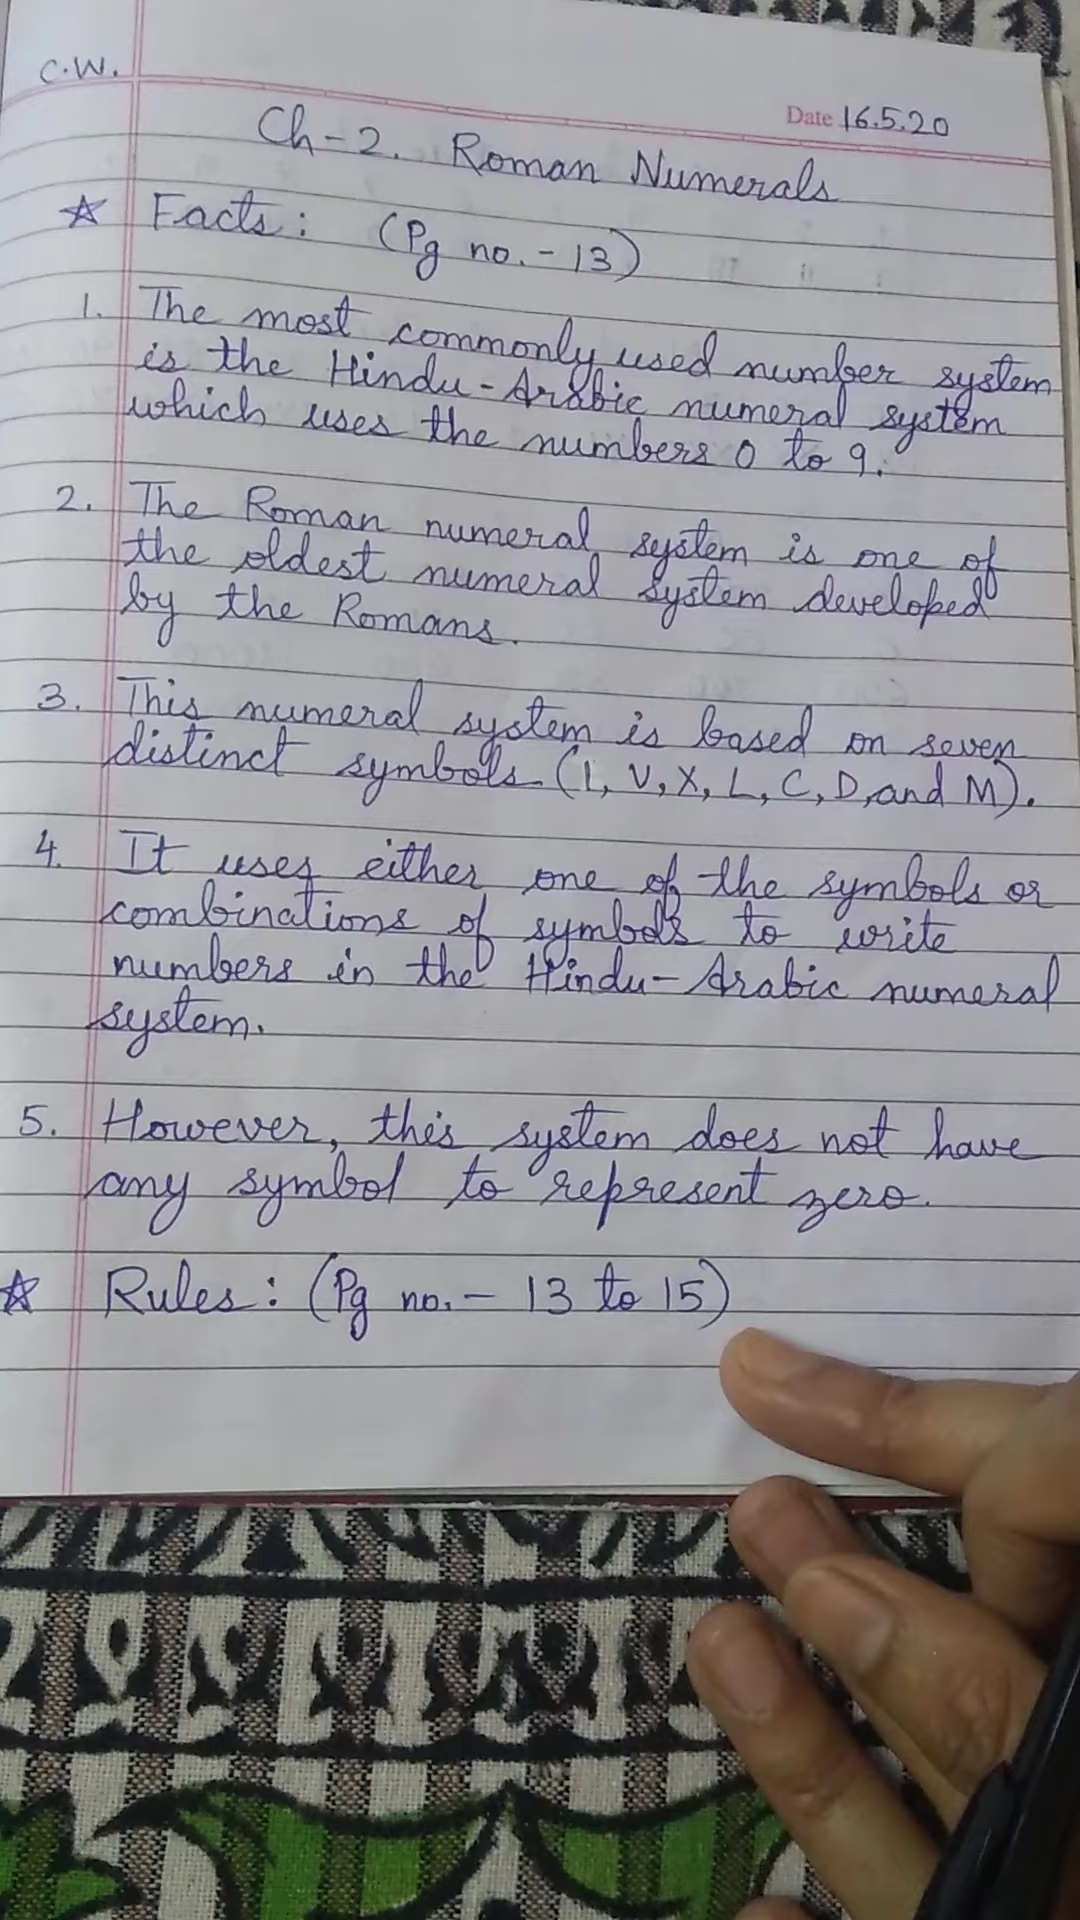 C.W.
Date 16.5.20
Ch-2. Roman Numerals
☆ Facts: (Pg no. - 13)
1. The most commonly used number system
is the Hindu-Arabic numeral system
which uses the numbers 0 to 9.
2. The Roman numeral system is one of
the oldest numeral system developed
by the Romans.
3. This numeral system is based on seven
distinct symbols (I, V, X, L, C, D, and M).
4. It uses either one of the symbols or
combinations of symbols to write
numbers in the Hindu-Arabic numeral
system.
5. However, this system does not have
any symbol to represent zero.
☆ Rules: (Pg no. - 13 to 15)